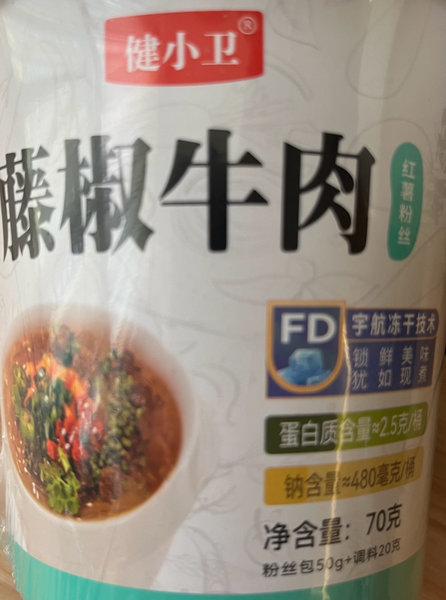 健小卫®
藤椒牛肉
红薯粉丝
FD
宇航冻干技术
锁鲜美味
犹如现煮
蛋白质含量≈2.5克/桶
钠含量≈480毫克/桶
净含量：70克
粉丝包50g+调料20克